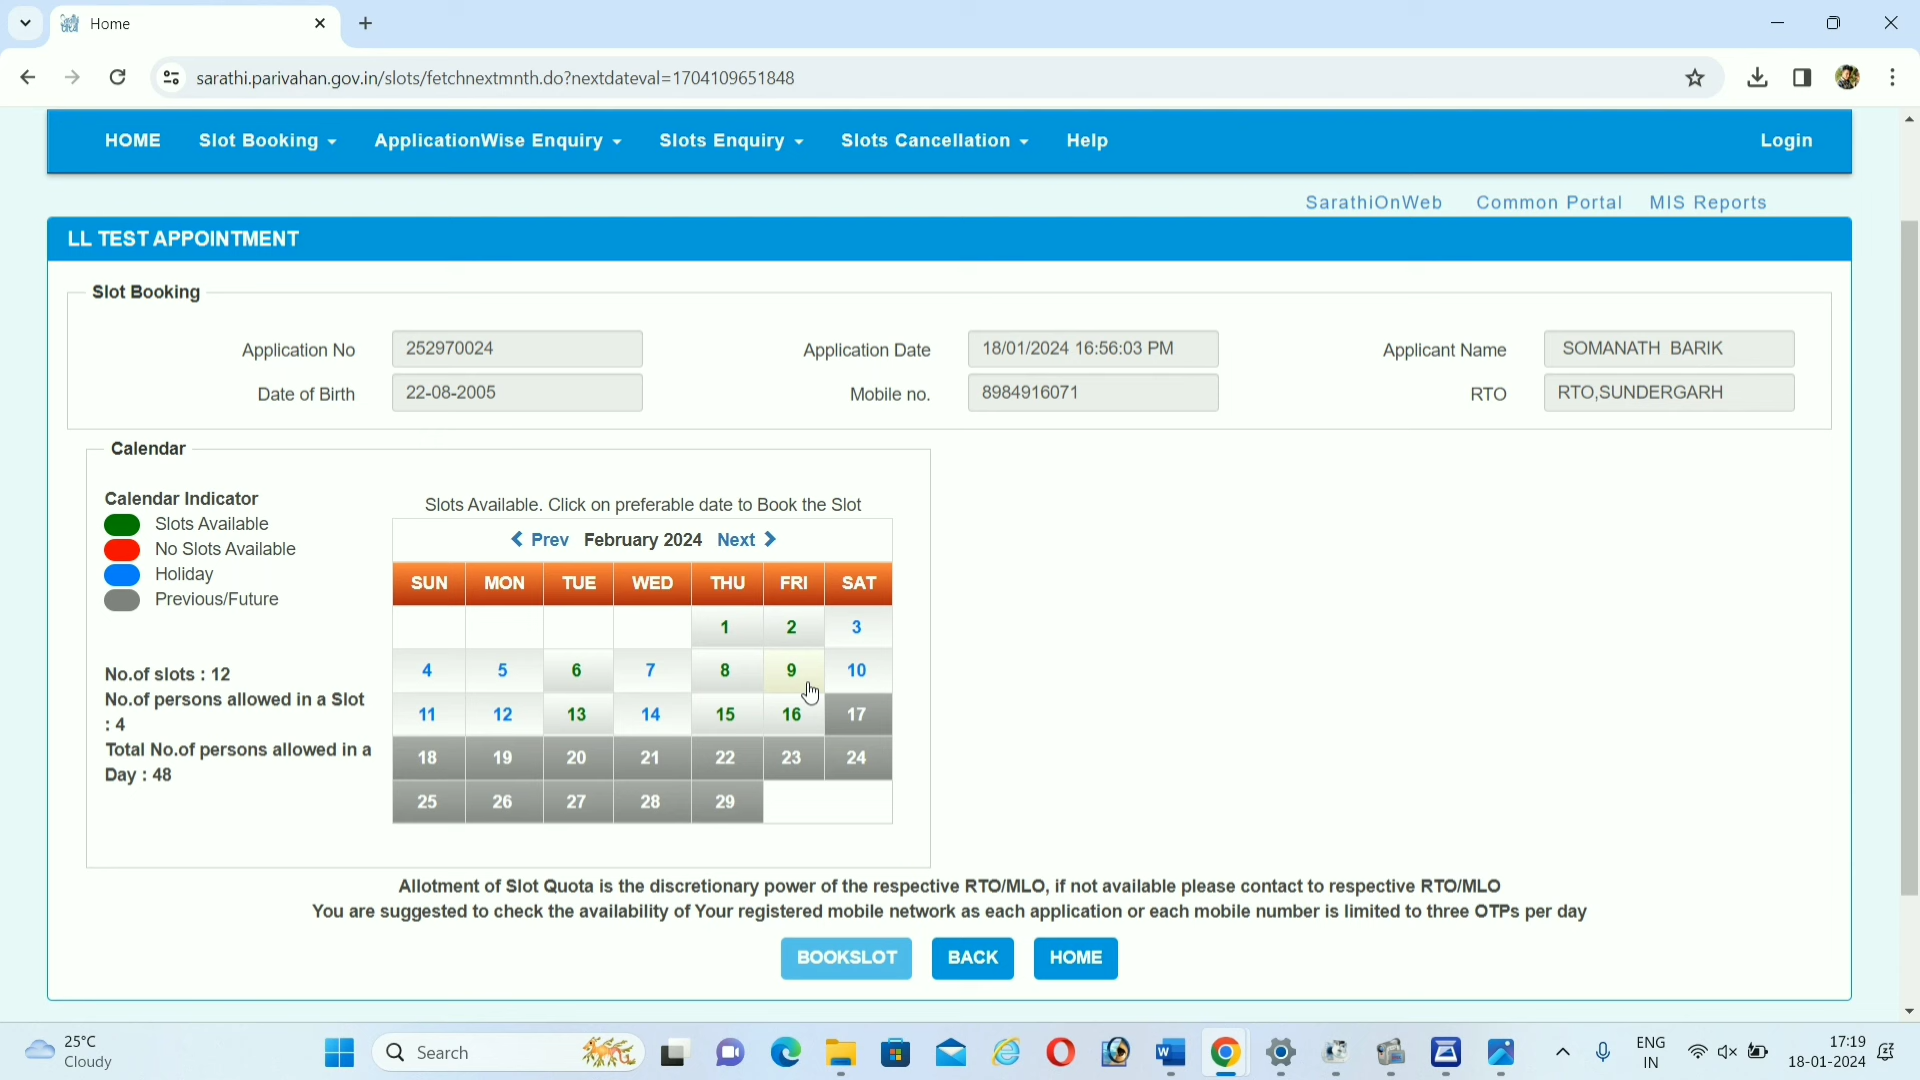 Home
sarathi.parivahan.gov.in/slots/fetchnextmnth.do?nextdateval=1704109651848
HOME Slot Booking ApplicationWise Enquiry Slots Enquiry Slots Cancellation Help Login
SarathiOnWeb Common Portal MIS Reports
LL TEST APPOINTMENT
Slot Booking
Application No 252970024 Application Date 18/01/2024 16:56:03 PM Applicant Name SOMANATH BARIK
Date of Birth 22-08-2005 Mobile no. 8984916071 RTO RTO,SUNDERGARH
Calendar
Calendar Indicator
Slots Available
No Slots Available
Holiday
Previous/Future
No.of slots : 12
No.of persons allowed in a Slot
: 4
Total No.of persons allowed in a
Day : 48
Slots Available. Click on preferable date to Book the Slot
Prev February 2024 Next
SUN MON TUE WED THU FRI SAT
1 2 3
4 5 6 7 8 9 10
11 12 13 14 15 16 17
18 19 20 21 22 23 24
25 26 27 28 29
Allotment of Slot Quota is the discretionary power of the respective RTO/MLO, if not available please contact to respective RTO/MLO
You are suggested to check the availability of Your registered mobile network as each application or each mobile number is limited to three OTPs per day
BOOKSLOT BACK HOME
25°C
Cloudy
Search
ENG
IN
17:19
18-01-2024